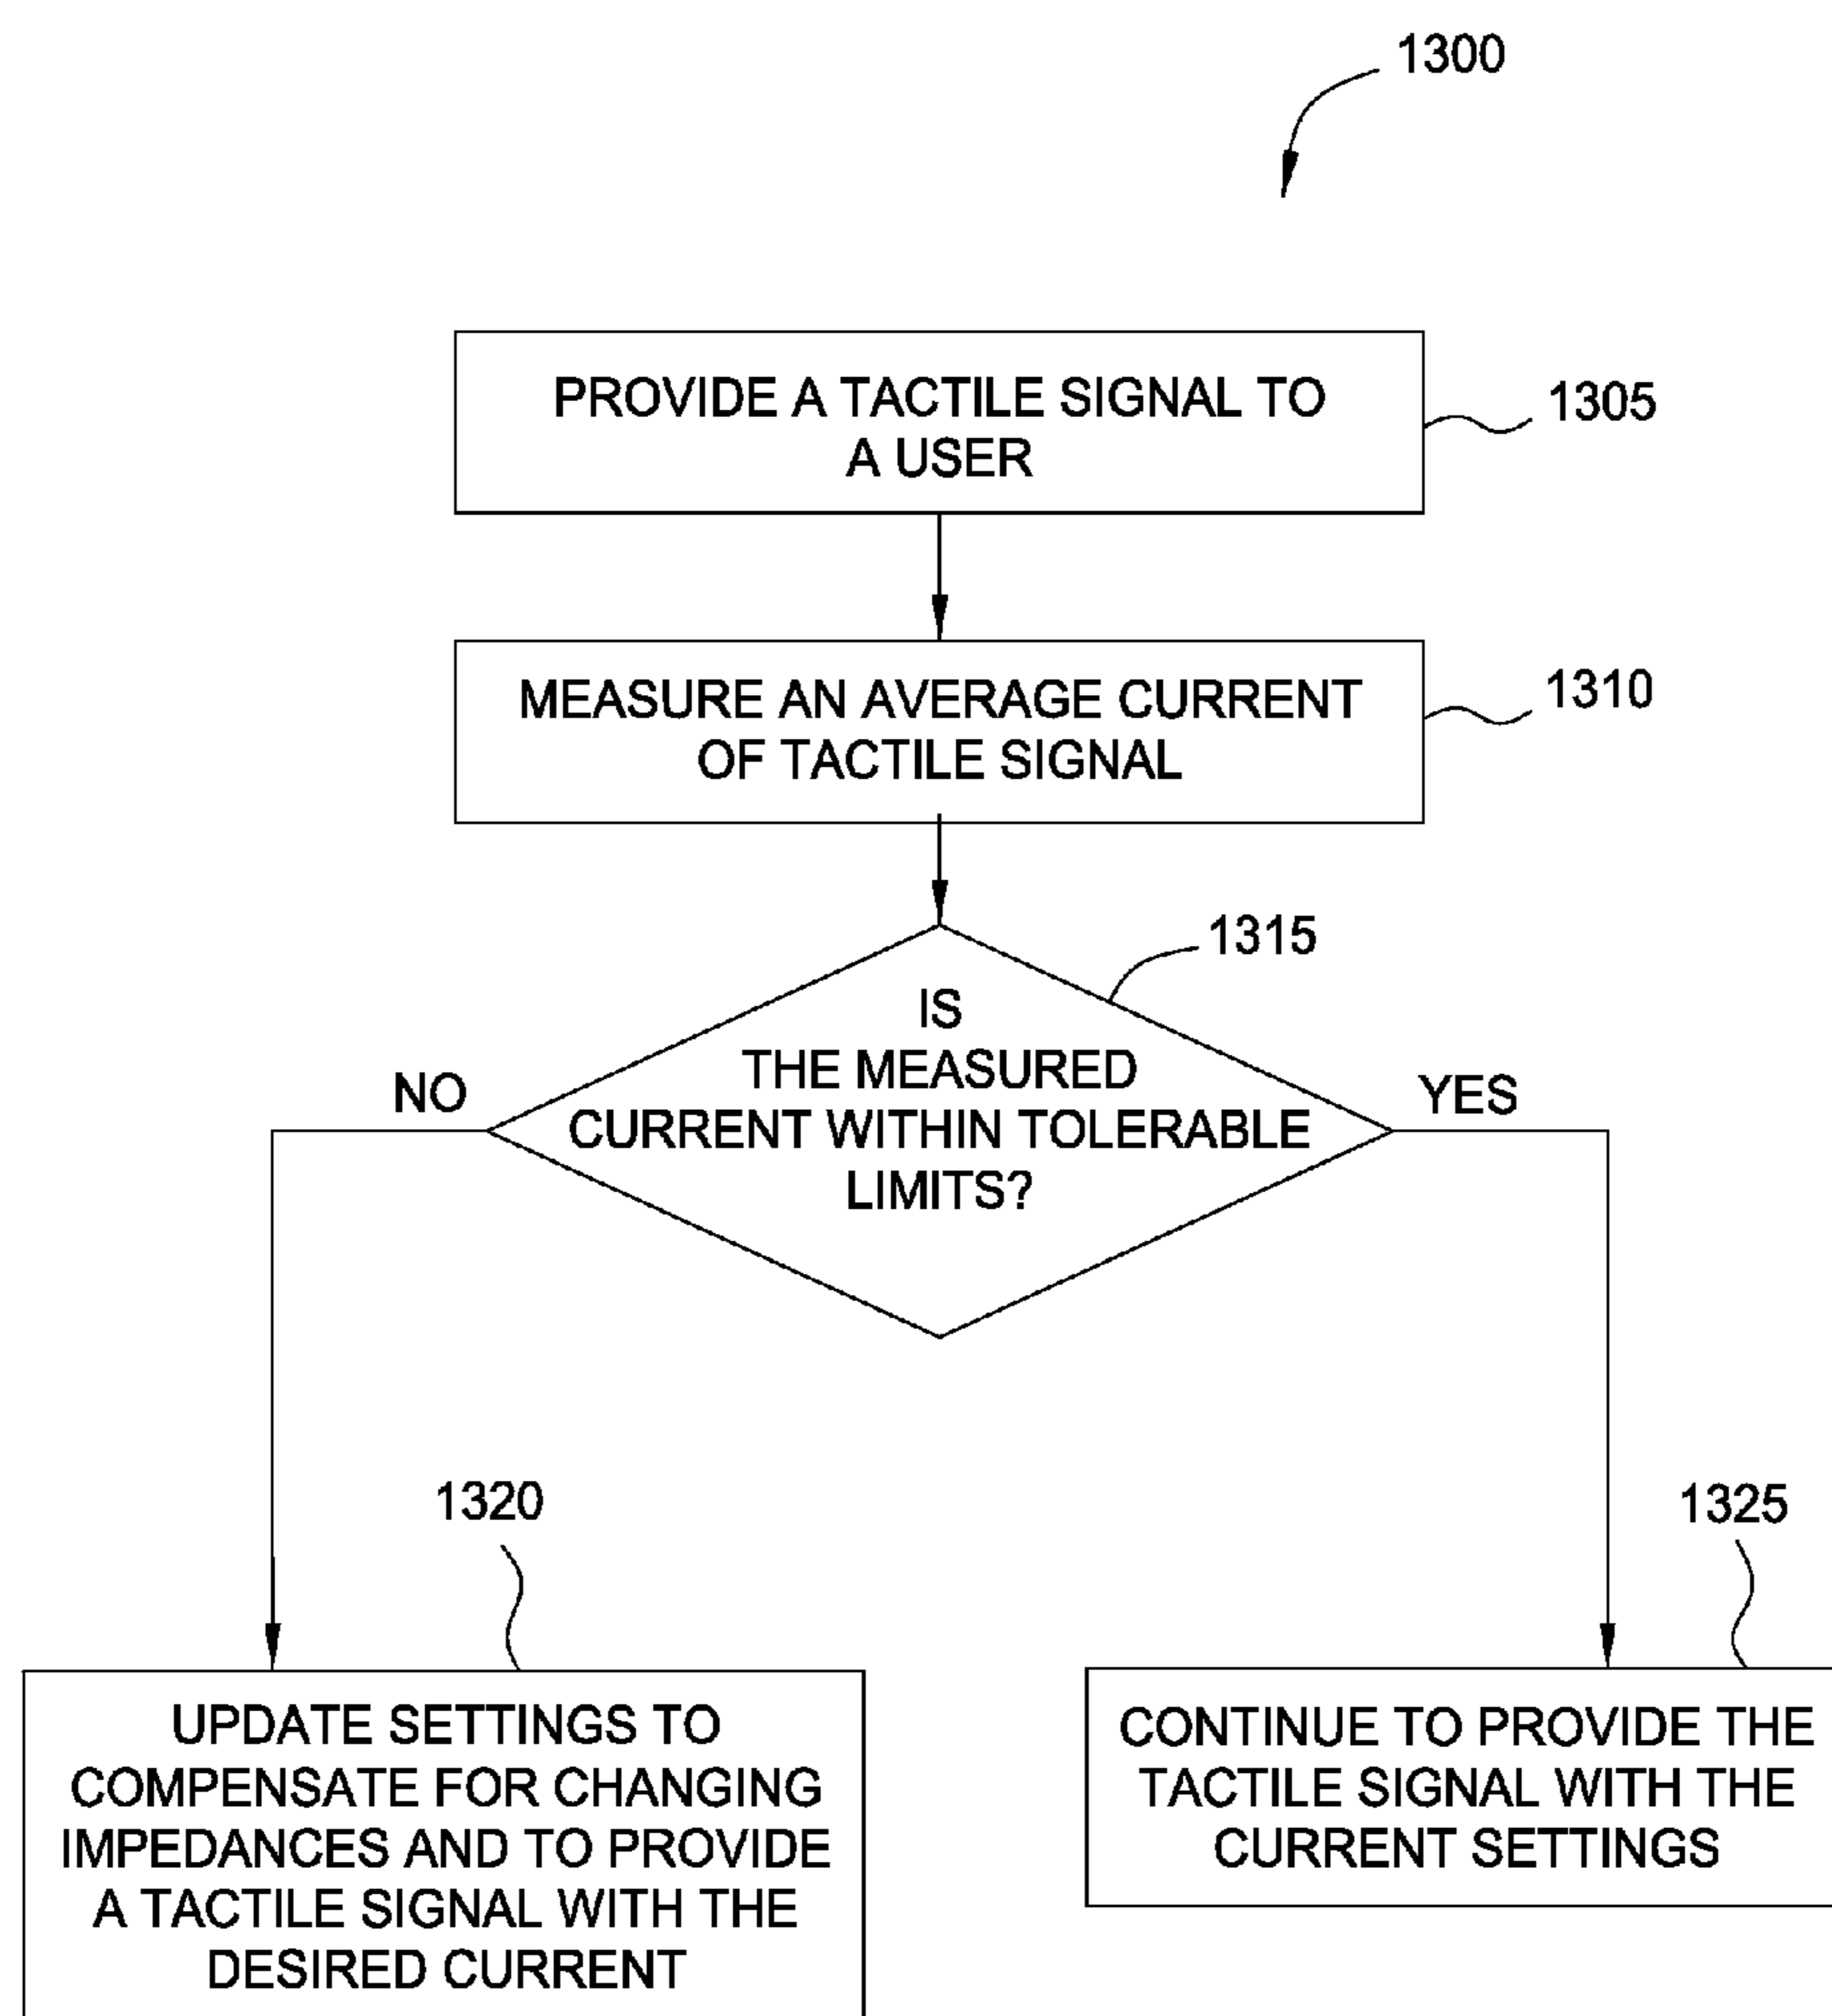 1300
PROVIDE A TACTILE SIGNAL TO
A USER
1305
MEASURE AN AVERAGE CURRENT
OF TACTILE SIGNAL
1310
1315
IS
THE MEASURED
CURRENT WITHIN TOLERABLE
LIMITS?
NO
YES
1320
UPDATE SETTINGS TO
COMPENSATE FOR CHANGING
IMPEDANCES AND TO PROVIDE
A TACTILE SIGNAL WITH THE
DESIRED CURRENT
1325
CONTINUE TO PROVIDE THE
TACTILE SIGNAL WITH THE
CURRENT SETTINGS